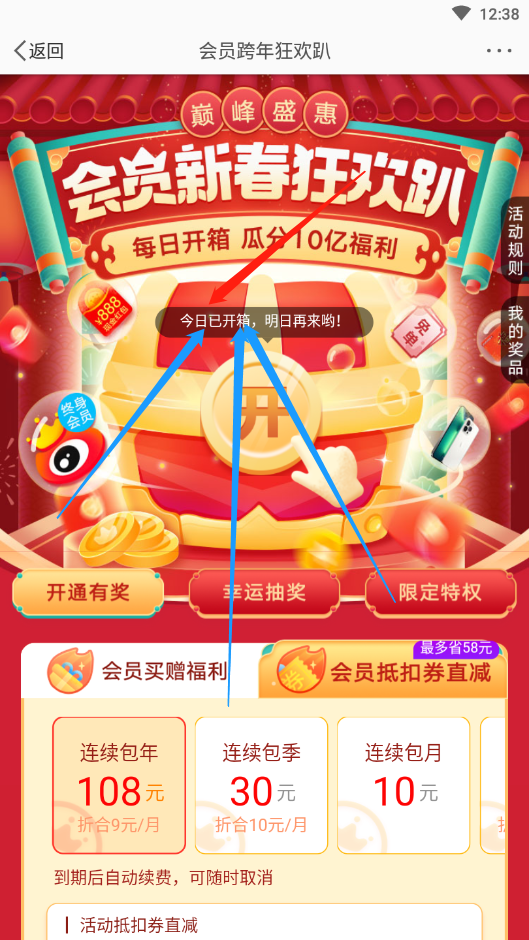 12:38
返回
会员跨年狂欢趴
巅峰盛惠
会员新春狂欢趴
每日开箱 瓜分10亿福利
活动规则
我的奖品
¥888
现金红包
今日已开箱，明日再来哟！
免单
终身会员
开
开通有奖
幸运抽奖
限定特权
最多省58元
会员买赠福利
会员抵扣券直减
连续包年
连续包季
连续包月
108元
30元
10元
折合9元/月
折合10元/月
到期后自动续费，可随时取消
活动抵扣券直减